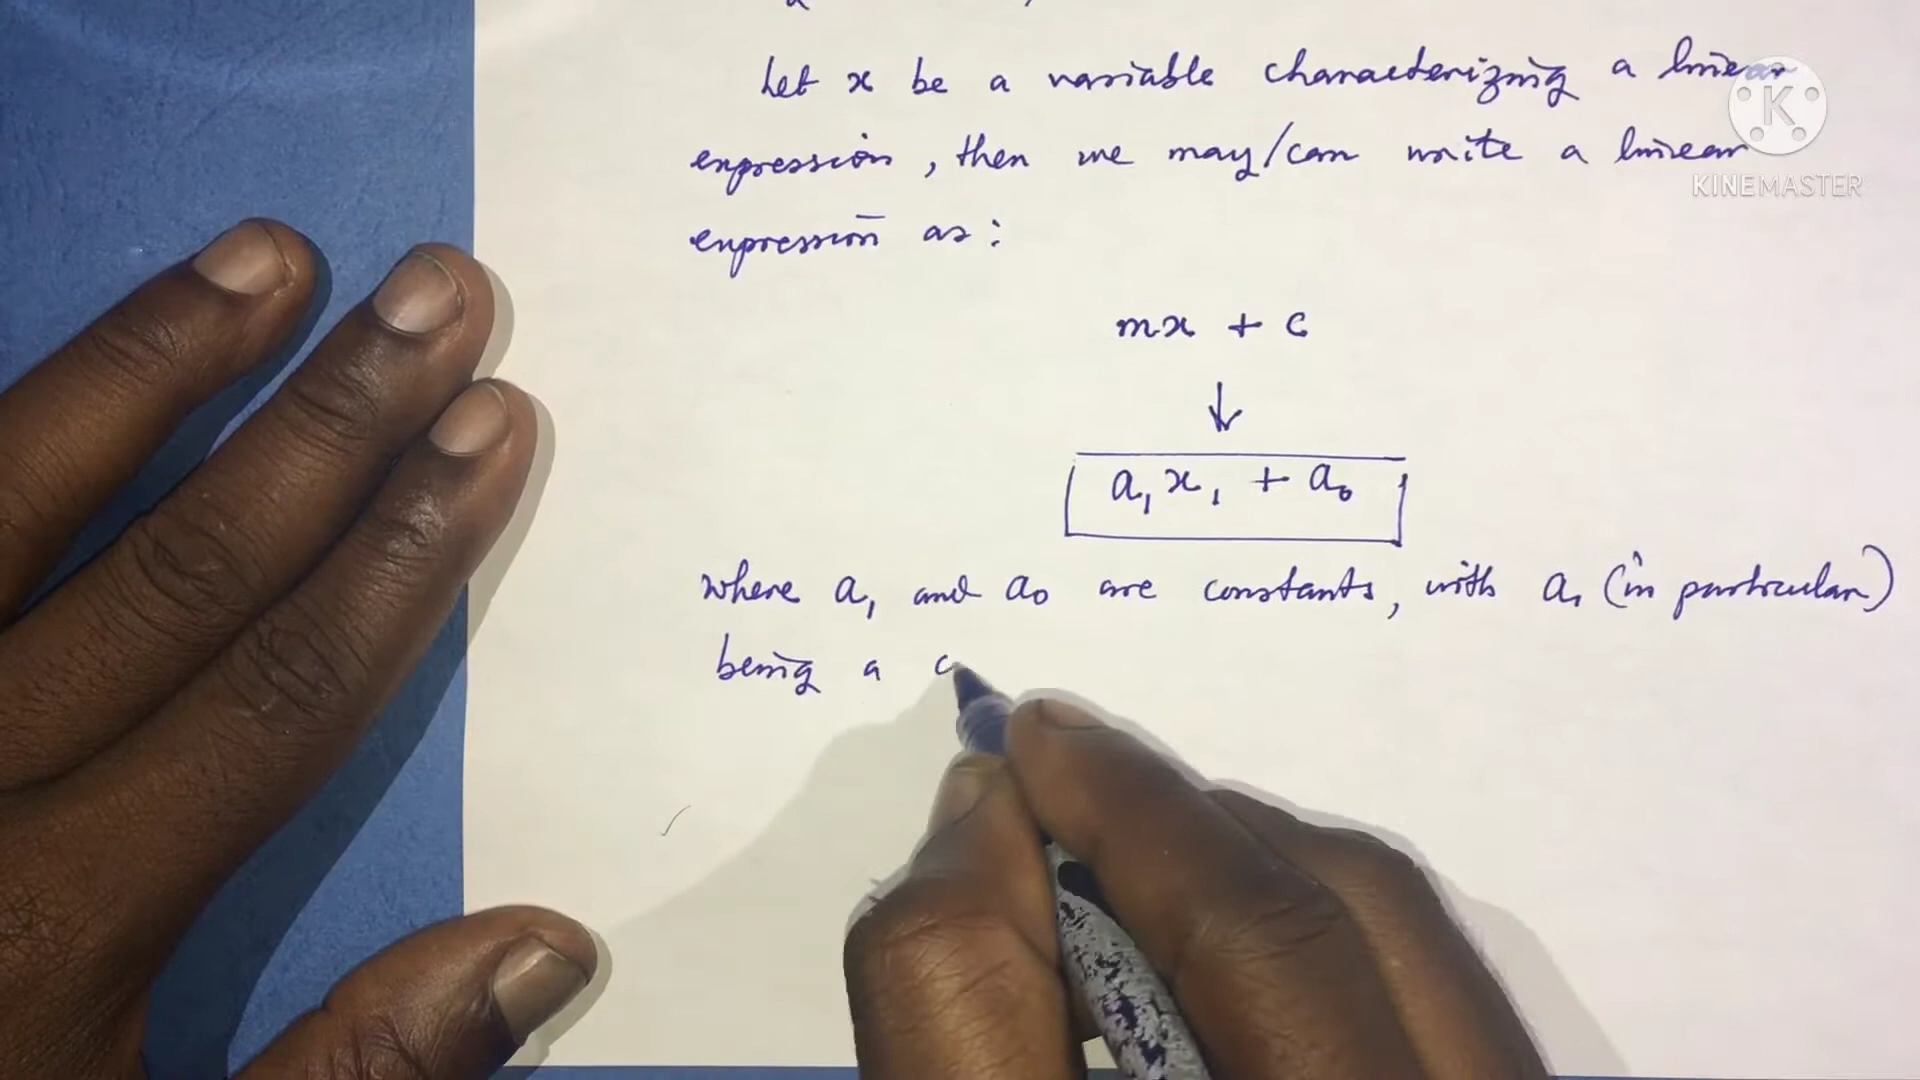 Let x be a variable characterizing a linear
expression, then we may/can write a linear
expression as:
mx + c
↓
a₁x₁ + a₀
where a₁ and a₀ are constants, with a₁ (in particular)
being a c
K
KINEMASTER